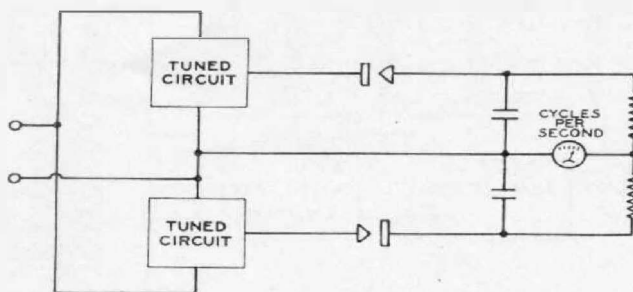 TUNED
CIRCUIT
CYCLES
PER
SECOND
TUNED
CIRCUIT